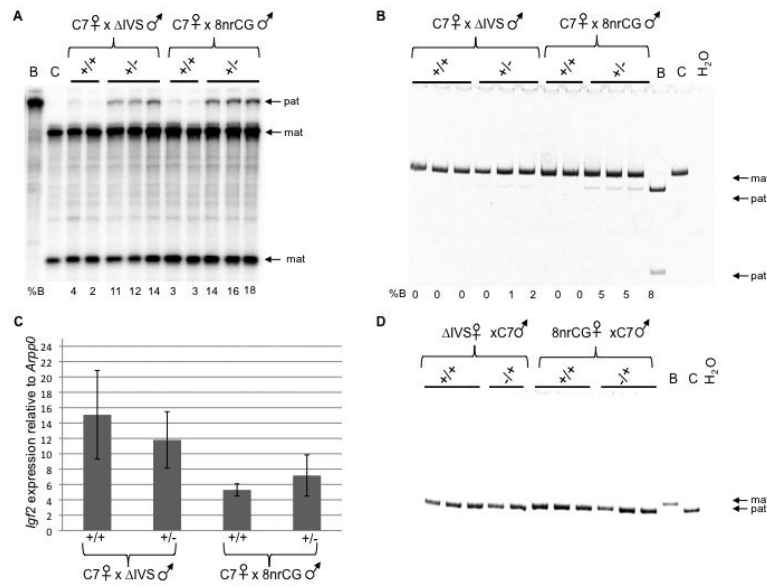 A
C7♀ x ΔIVS♂ C7♀ x 8nrCG♂
+/+ +/- +/+ +/-
B C
pat
mat
mat
%B 4 2 11 12 14 3 3 14 16 18
B
C7♀ x ΔIVS♂ C7♀ x 8nrCG♂
+/+ +/- +/+ +/- B C H₂O
mat
pat
pat
%B 0 0 0 0 1 2 0 0 5 5 8
C
Igf2 expression relative to Arpp0
24
22
20
18
16
14
12
10
8
6
4
2
0
+/+ +/- +/+ +/-
C7♀ x ΔIVS♂ C7♀ x 8nrCG♂
D
ΔIVS♀ xC7♂ 8nrCG♀ xC7♂
+/+ -/+ +/+ -/+ B C H₂O
mat
pat